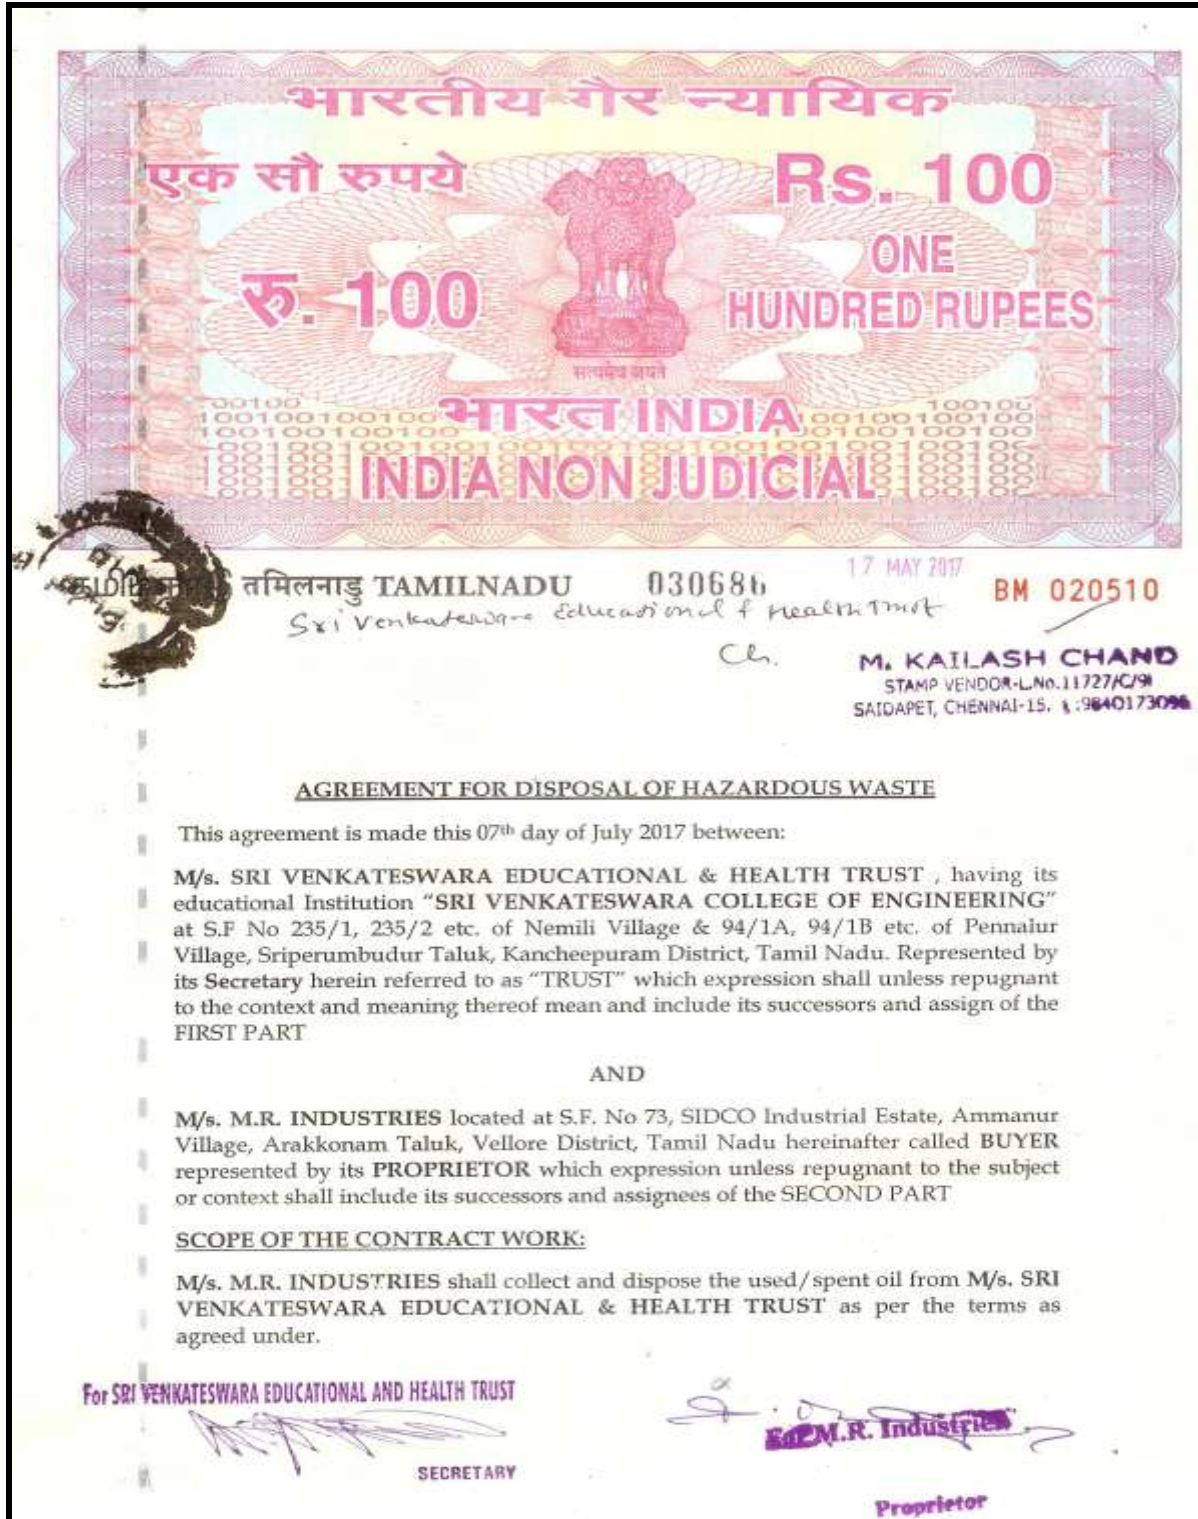 भारतीय गैर न्यायिक
एक सौ रुपये
Rs. 100
रु. 100
ONE
HUNDRED RUPEES
सत्यमेव जयते
भारत INDIA
INDIA NON JUDICIAL
तमिलनाडु TAMILNADU 030686 17 MAY 2017 BM 020510
Sri Venkateswara Educational & Health Trust
Ch.
M. KAILASH CHAND
STAMP VENDOR-L.No.11727/C/91
SAIDAPET, CHENNAI-15.
AGREEMENT FOR DISPOSAL OF HAZARDOUS WASTE
This agreement is made this 07th day of July 2017 between:
M/s. SRI VENKATESWARA EDUCATIONAL & HEALTH TRUST , having its
educational Institution “SRI VENKATESWARA COLLEGE OF ENGINEERING”
at S.F No 235/1, 235/2 etc. of Nemili Village & 94/1A, 94/1B etc. of Pennalur
Village, Sriperumbudur Taluk, Kancheepuram District, Tamil Nadu. Represented by
its Secretary herein referred to as “TRUST” which expression shall unless repugnant
to the context and meaning thereof mean and include its successors and assign of the
FIRST PART
AND
M/s. M.R. INDUSTRIES located at S.F. No 73, SIDCO Industrial Estate, Ammanur
Village, Arakkonam Taluk, Vellore District, Tamil Nadu hereinafter called BUYER
represented by its PROPRIETOR which expression unless repugnant to the subject
or context shall include its successors and assignees of the SECOND PART
SCOPE OF THE CONTRACT WORK:
M/s. M.R. INDUSTRIES shall collect and dispose the used/spent oil from M/s. SRI
VENKATESWARA EDUCATIONAL & HEALTH TRUST as per the terms as
agreed under.
For SRI VENKATESWARA EDUCATIONAL AND HEALTH TRUST
For M.R. Industries
SECRETARY
Proprietor